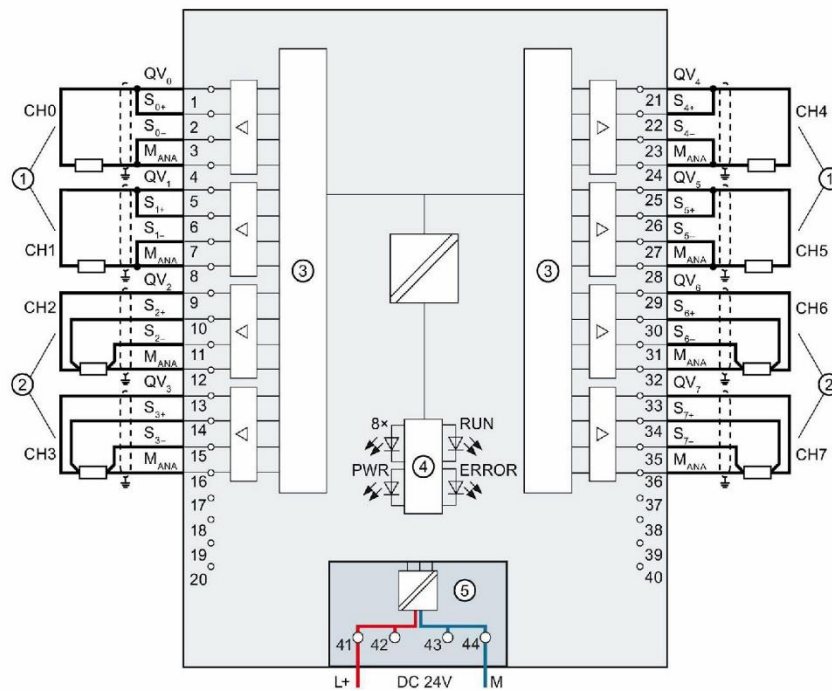 CH0
QV0
S0+
S0–
MANA
1
2
3
4
①
CH1
QV1
S1+
S1–
MANA
5
6
7
8
CH2
QV2
S2+
S2–
MANA
9
10
11
12
②
CH3
QV3
S3+
S3–
MANA
13
14
15
16
17
18
19
20
③
③
8×
RUN
PWR
④
ERROR
QV4
S4+
S4–
MANA
21
22
23
24
CH4
①
QV5
S5+
S5–
MANA
25
26
27
28
CH5
QV6
S6+
S6–
MANA
29
30
31
32
CH6
②
QV7
S7+
S7–
MANA
33
34
35
36
CH7
37
38
39
40
⑤
41 42 43 44
L+ DC 24V M